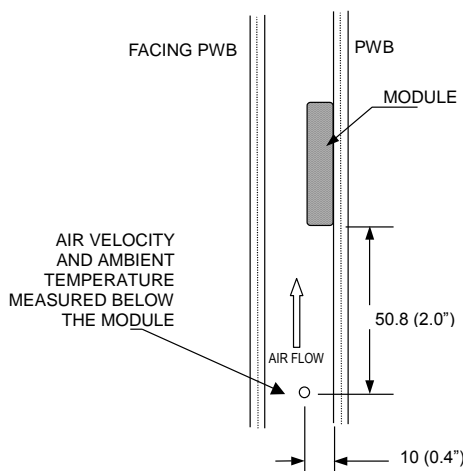 FACING PWB
PWB
MODULE
AIR VELOCITY
AND AMBIENT
TEMPERATURE
MEASURED BELOW
THE MODULE
50.8 (2.0")
AIR FLOW
10 (0.4")